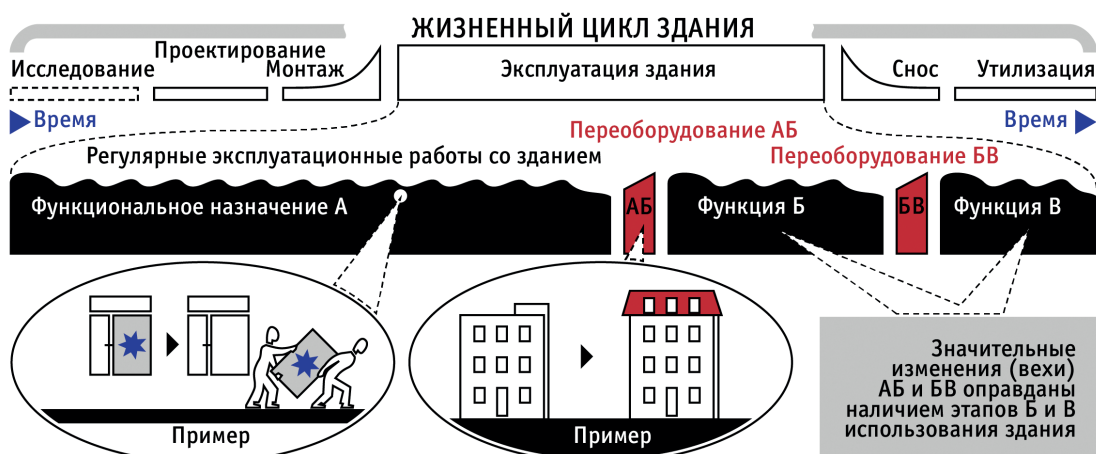 ЖИЗНЕННЫЙ ЦИКЛ ЗДАНИЯ
Проектирование
Исследование
Монтаж
Эксплуатация здания
Снос
Утилизация
Время
Время
Переоборудование АБ
Регулярные эксплуатационные работы со зданием
Переоборудование БВ
Функциональное назначение А
АБ
Функция Б
БВ
Функция В
Пример
Пример
Значительные
изменения (вехи)
АБ и БВ оправданы
наличием этапов Б и В
использования здания